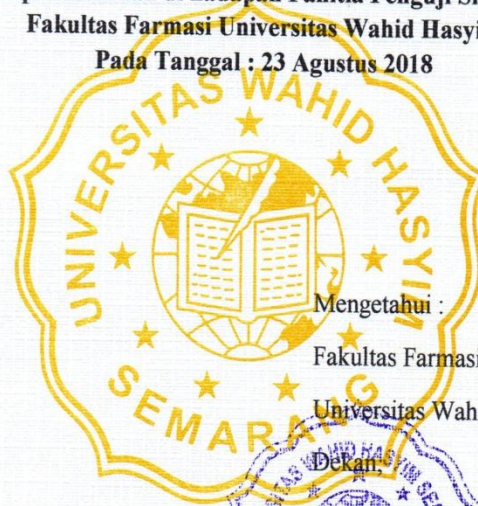 Fakultas Farmasi Universitas Wahid Hasyi
Pada Tanggal : 23 Agustus 2018
UNIVERSITAS WAHID HASYIM
SEMARANG
Mengetahui :
Fakultas Farmasi
Universitas Wah
Dekan,